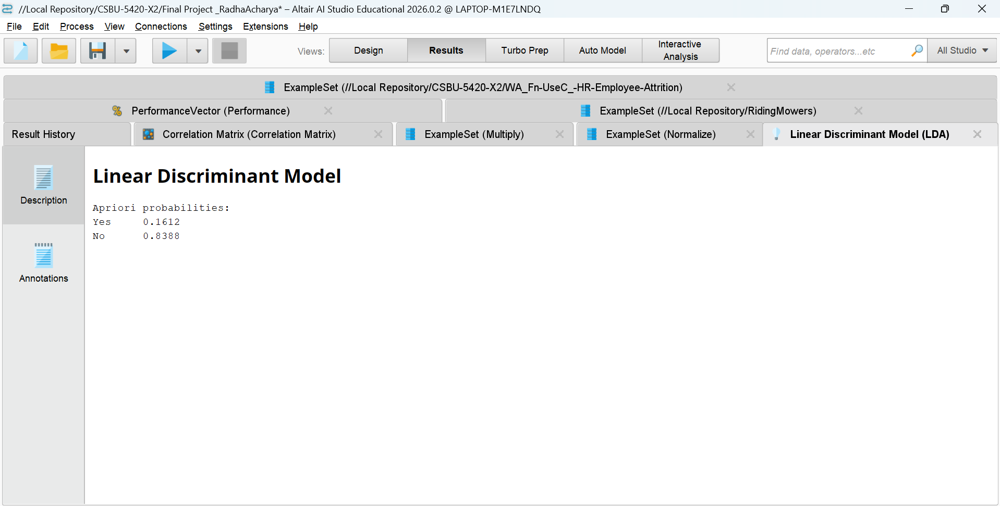 //Local Repository/CSBU-5420-X2/Final Project _RadhaAcharya* – Altair AI Studio Educational 2026.0.2 @ LAPTOP-M1E7LNDQ
File Edit Process View Connections Settings Extensions Help
Views: Design Results Turbo Prep Auto Model Interactive Analysis Find data, operators...etc All Studio
ExampleSet (//Local Repository/CSBU-5420-X2/WA_Fn-UseC_-HR-Employee-Attrition)
PerformanceVector (Performance) ExampleSet (//Local Repository/RidingMowers)
Result History Correlation Matrix (Correlation Matrix) ExampleSet (Multiply) ExampleSet (Normalize) Linear Discriminant Model (LDA)
Description
Annotations
Linear Discriminant Model
Apriori probabilities:
Yes 0.1612
No 0.8388